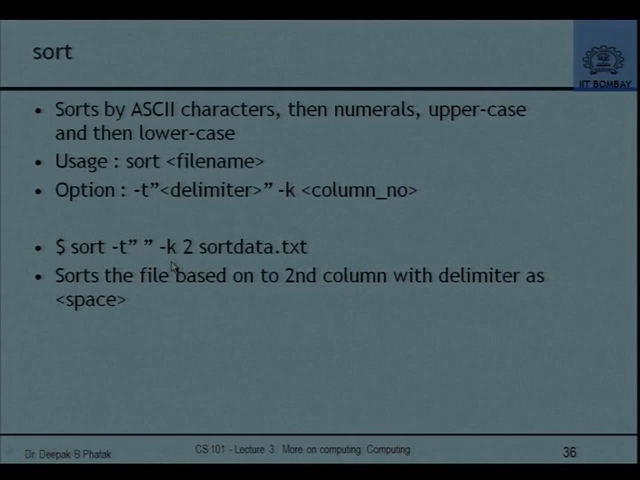 sort
IIT BOMBAY
• Sorts by ASCII characters, then numerals, upper-case
and then lower-case
• Usage : sort <filename>
• Option : -t”<delimiter>” -k <column_no>
• $ sort -t” ” -k 2 sortdata.txt
• Sorts the file based on to 2nd column with delimiter as
<space>
Dr. Deepak B Phatak
CS 101 - Lecture 3. More on computing. Computing
36